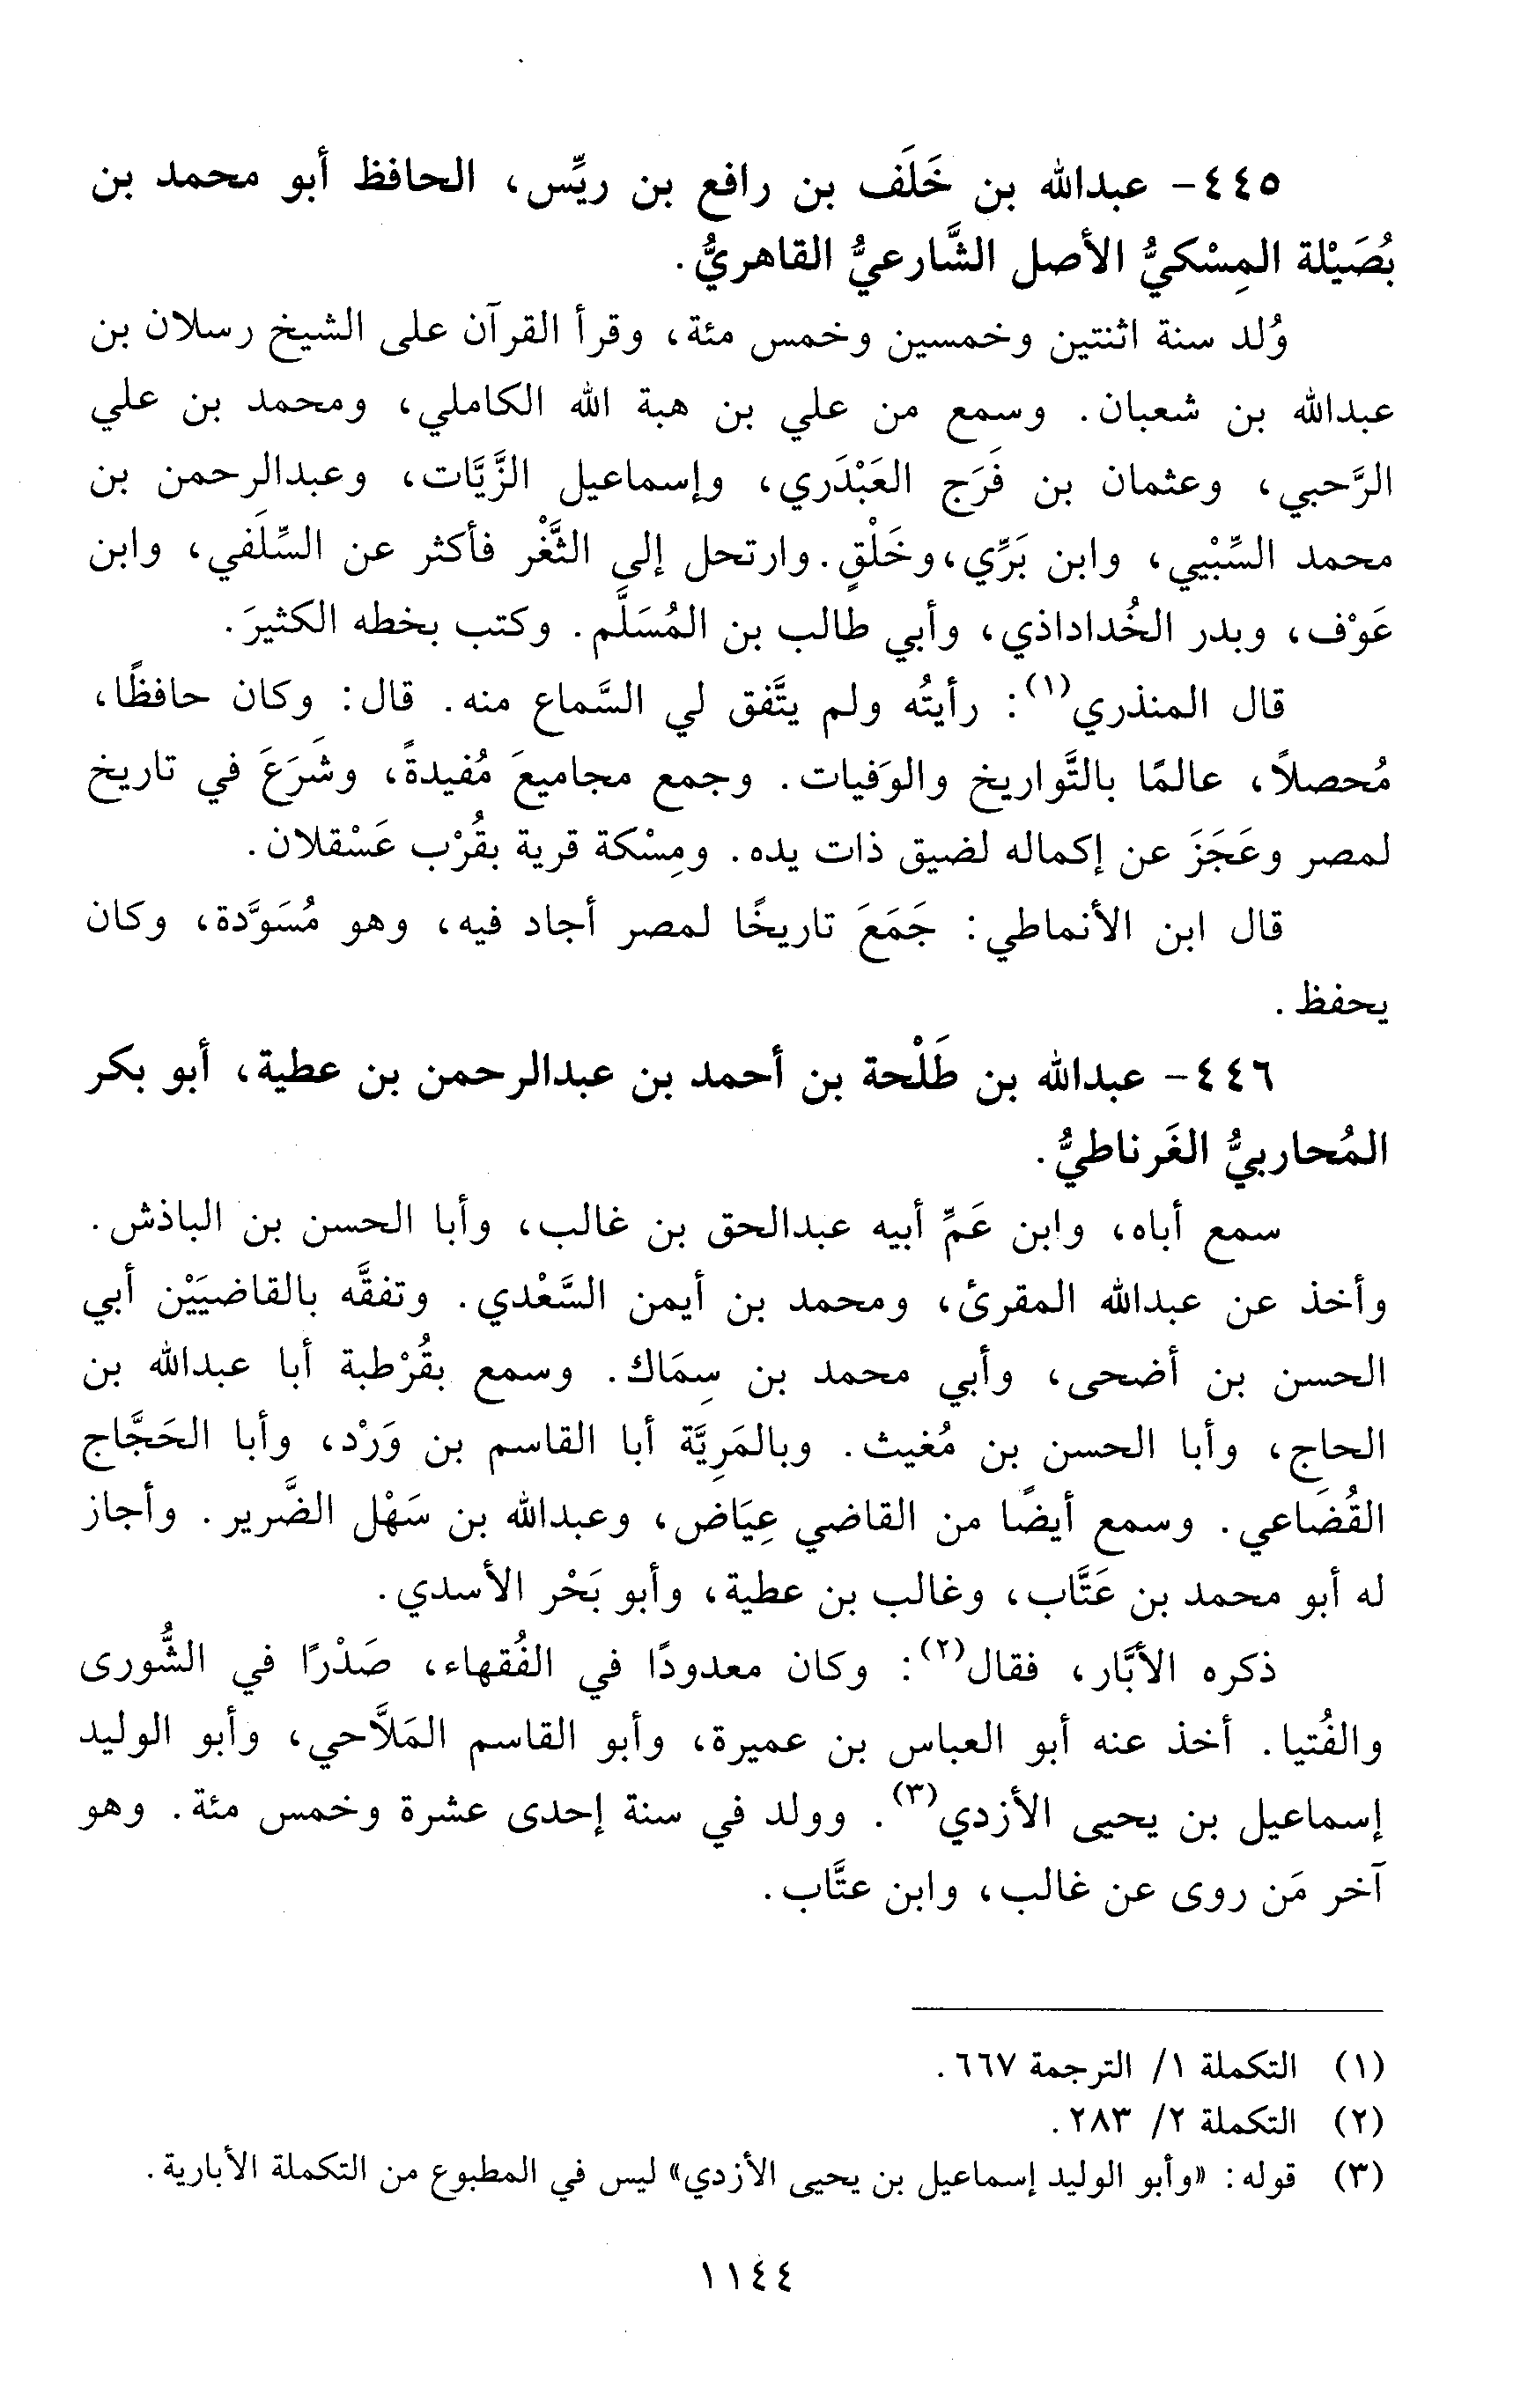 ٤٤٥- عبدالله بن خَلَف بن رافع بن ريِّس، الحافظ أبو محمد بن
بُصَيْلة المِسْكيُّ الأصل الشَّارعيُّ القاهريُّ.
وُلد سنة اثنتين وخمسين وخمس مئة، وقرأ القرآن على الشيخ رسلان بن
عبدالله بن شعبان. وسمع من علي بن هبة الله الكاملي، ومحمد بن علي
الرَّحبي، وعثمان بن فَرَج العَبْدَري، وإسماعيل الزَّيَّات، وعبدالرحمن بن
محمد السِّبْيي، وابن بَرِّي، وخَلْقٍ. وارتحل إلى الثَّغْر فأكثر عن السِّلَفي، وابن
عَوْف، وبدر الخُداداذي، وأبي طالب بن المُسَلَّم. وكتب بخطه الكثيرَ.
قال المنذري(١): رأيتُه ولم يتَّفق لي السَّماع منه. قال: وكان حافظًا،
مُحصلاً، عالمًا بالتَّواريخ والوَفيات. وجمع مجاميعَ مُفيدةً، وشَرَعَ في تاريخ
لمصر وعَجَزَ عن إكماله لضيق ذات يده. ومِسْكة قرية بقُرْب عَسْقلان.
قال ابن الأنماطي: جَمَعَ تاريخًا لمصر أجاد فيه، وهو مُسَوَّدة، وكان
يحفظ.
٤٤٦- عبدالله بن طَلْحة بن أحمد بن عبدالرحمن بن عطية، أبو بكر
المُحاربيُّ الغَرناطيُّ.
سمع أباه، وابن عَمِّ أبيه عبدالحق بن غالب، وأبا الحسن بن الباذش.
وأخذ عن عبدالله المقرئ، ومحمد بن أيمن السَّعْدي. وتفقَّه بالقاضيَيْن أبي
الحسن بن أضحى، وأبي محمد بن سِمَاك. وسمع بقُرْطبة أبا عبدالله بن
الحاج، وأبا الحسن بن مُغيث. وبالمَرِيَّة أبا القاسم بن وَرْد، وأبا الحَجَّاج
القُضَاعي. وسمع أيضًا من القاضي عِيَاض، وعبدالله بن سَهْل الضَّرير. وأجاز
له أبو محمد بن عَتَّاب، وغالب بن عطية، وأبو بَحْر الأسدي.
ذكره الأبَّار، فقال(٢): وكان معدودًا في الفُقهاء، صَدْرًا في الشُّورى
والفُتيا. أخذ عنه أبو العباس بن عميرة، وأبو القاسم المَلاَّحي، وأبو الوليد
إسماعيل بن يحيى الأزدي(٣). وولد في سنة إحدى عشرة وخمس مئة. وهو
آخر مَن روى عن غالب، وابن عتَّاب.
(١) التكملة ١/ الترجمة ٦٦٧.
(٢) التكملة ٢/ ٢٨٣.
(٣) قوله: «وأبو الوليد إسماعيل بن يحيى الأزدي» ليس في المطبوع من التكملة الأبارية.
١١٤٤